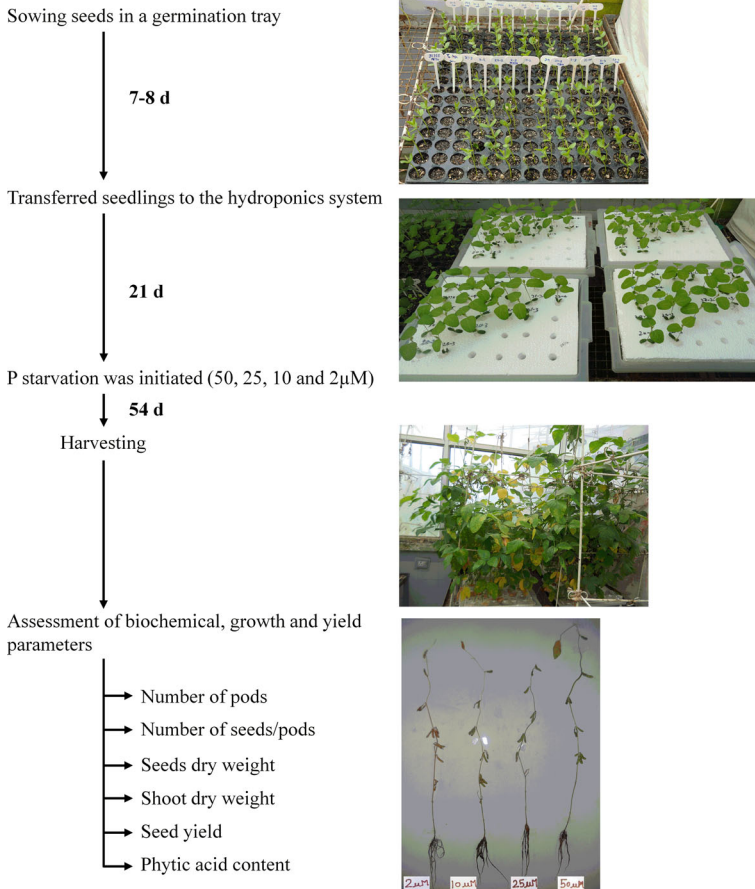 Sowing seeds in a germination tray
7-8 d
Transferred seedlings to the hydroponics system
21 d
P starvation was initiated (50, 25, 10 and 2µM)
54 d
Harvesting
Assessment of biochemical, growth and yield
parameters
Number of pods
Number of seeds/pods
Seeds dry weight
Shoot dry weight
Seed yield
Phytic acid content
2µM 10µM 25µM 50µM